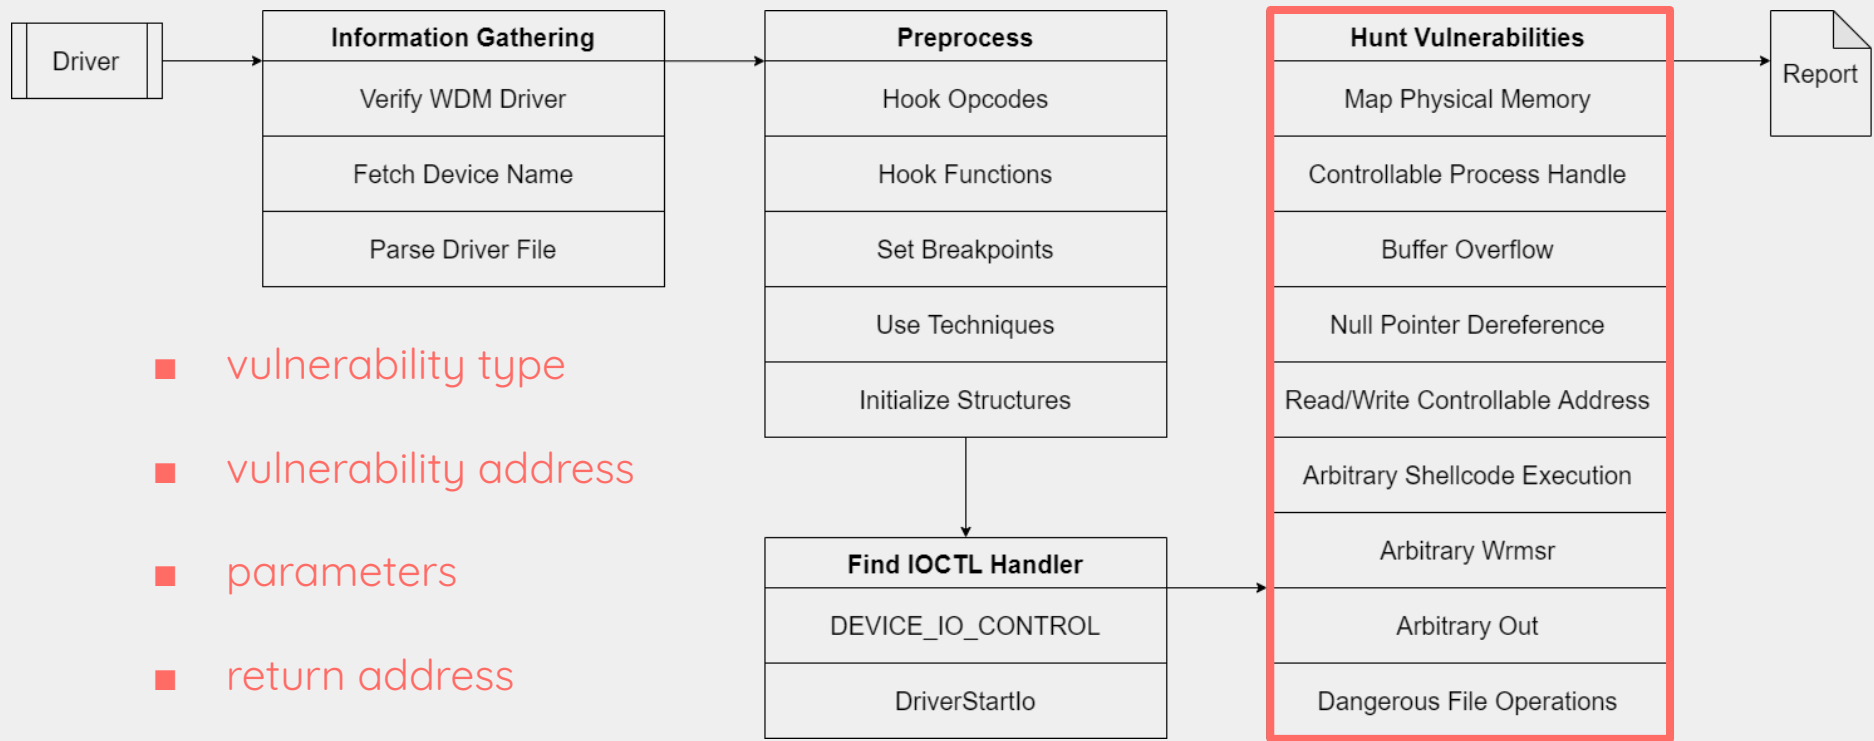 Driver
Information Gathering
Verify WDM Driver
Fetch Device Name
Parse Driver File
Preprocess
Hook Opcodes
Hook Functions
Set Breakpoints
Use Techniques
Initialize Structures
Find IOCTL Handler
DEVICE_IO_CONTROL
DriverStartIo
Hunt Vulnerabilities
Map Physical Memory
Controllable Process Handle
Buffer Overflow
Null Pointer Dereference
Read/Write Controllable Address
Arbitrary Shellcode Execution
Arbitrary Wrmsr
Arbitrary Out
Dangerous File Operations
Report
vulnerability type
vulnerability address
parameters
return address